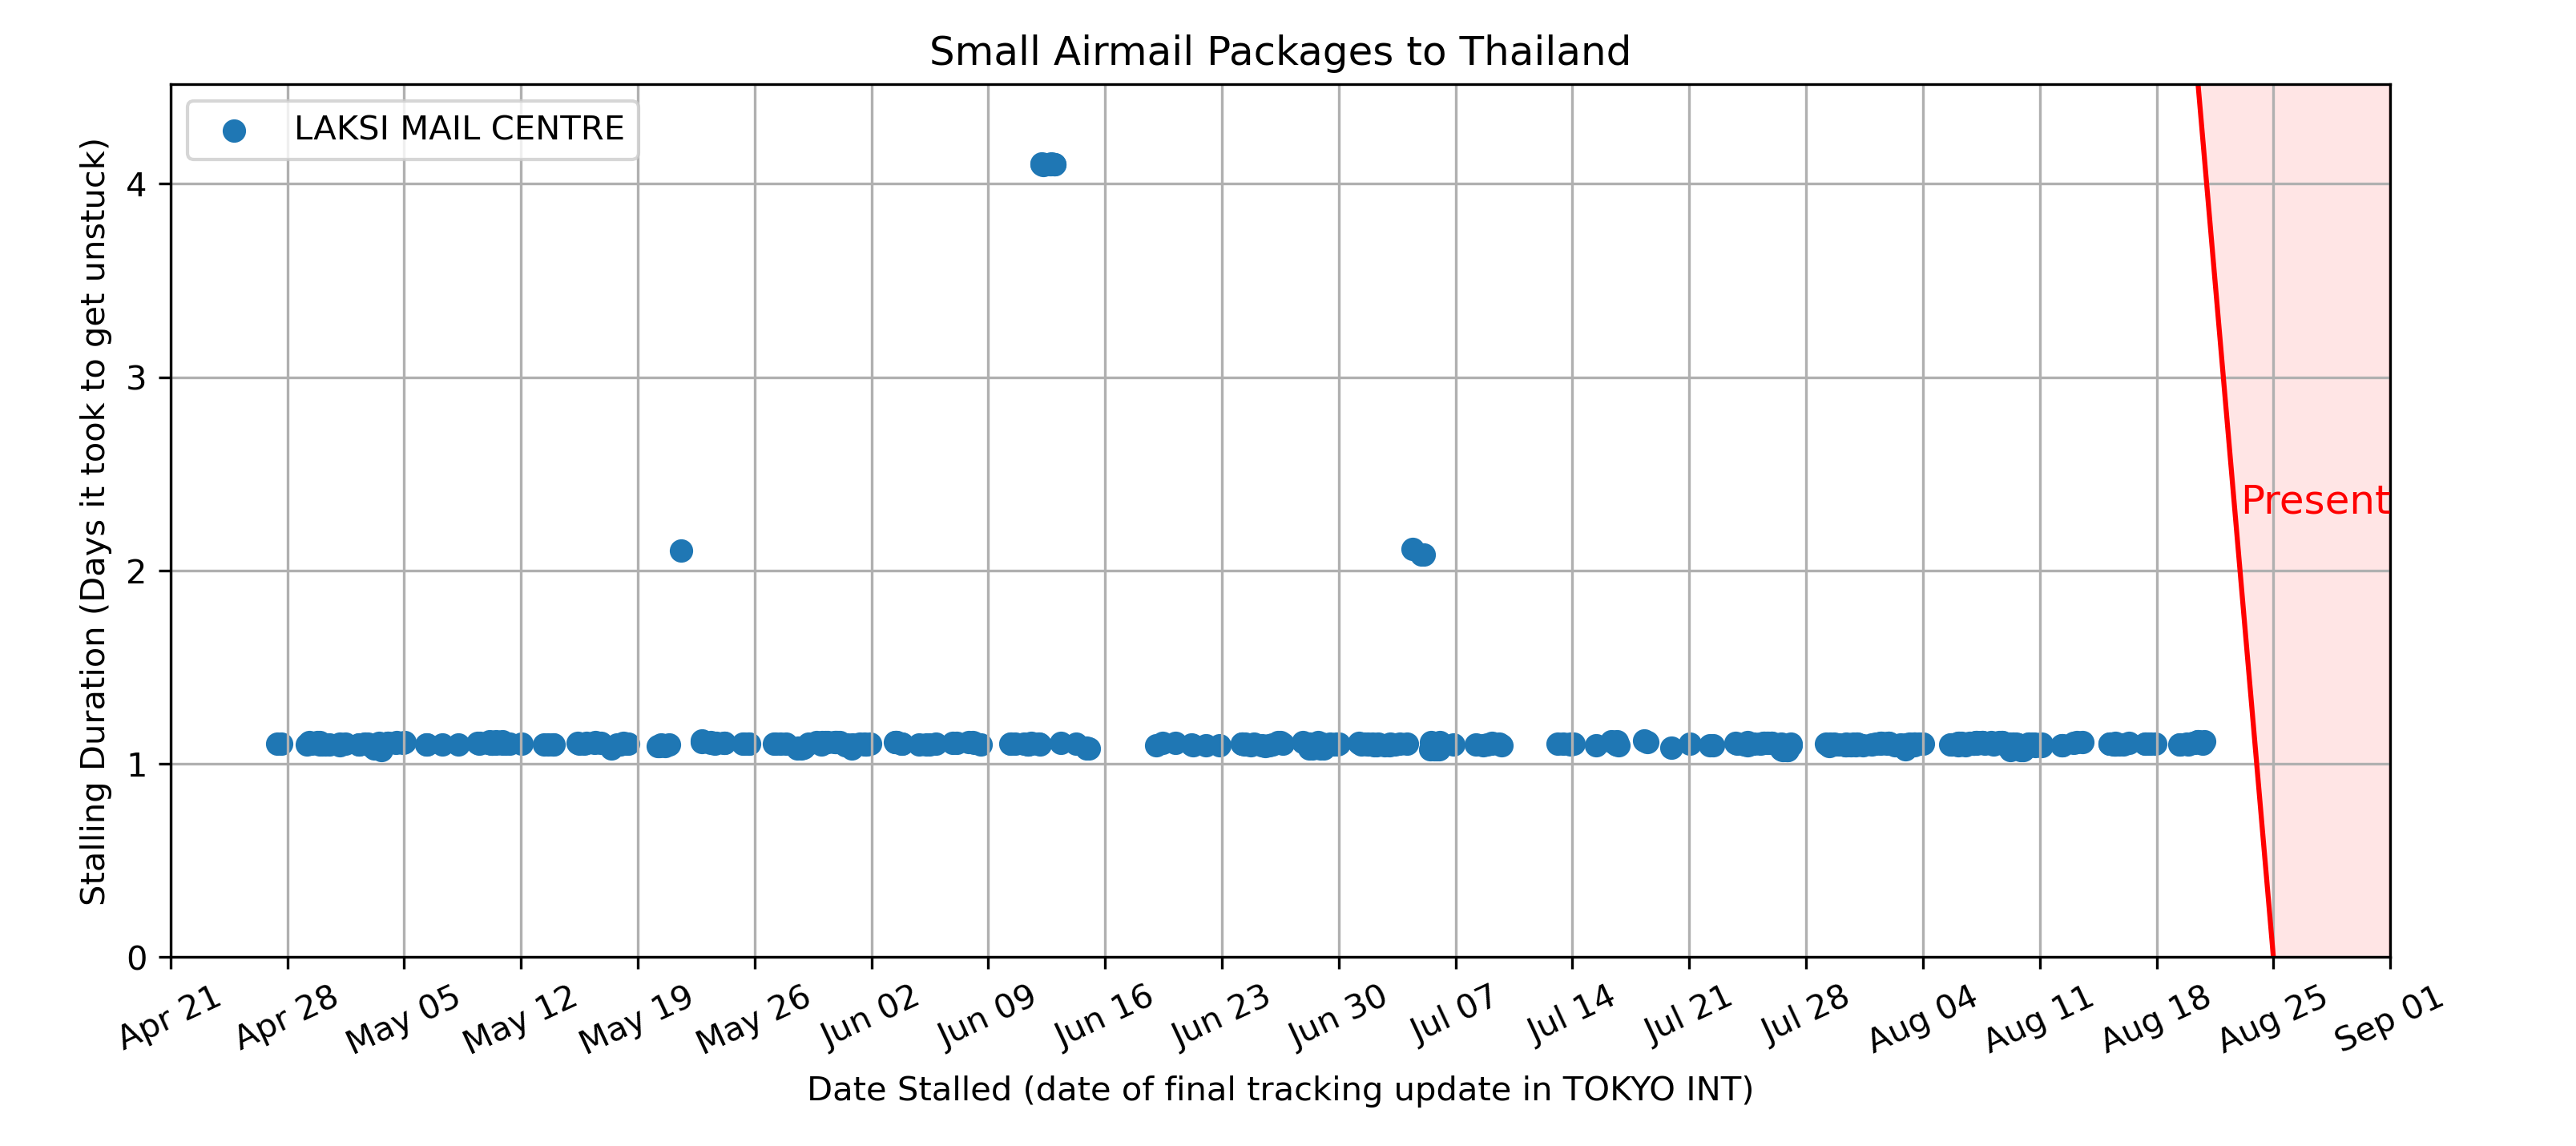 Small Airmail Packages to Thailand
LAKSI MAIL CENTRE
Stalling Duration (Days it took to get unstuck)
4
3
2
1
0
Present
Apr 21
Apr 28
May 05
May 12
May 19
May 26
Jun 02
Jun 09
Jun 16
Jun 23
Jun 30
Jul 07
Jul 14
Jul 21
Jul 28
Aug 04
Aug 11
Aug 18
Aug 25
Sep 01
Date Stalled (date of final tracking update in TOKYO INT)